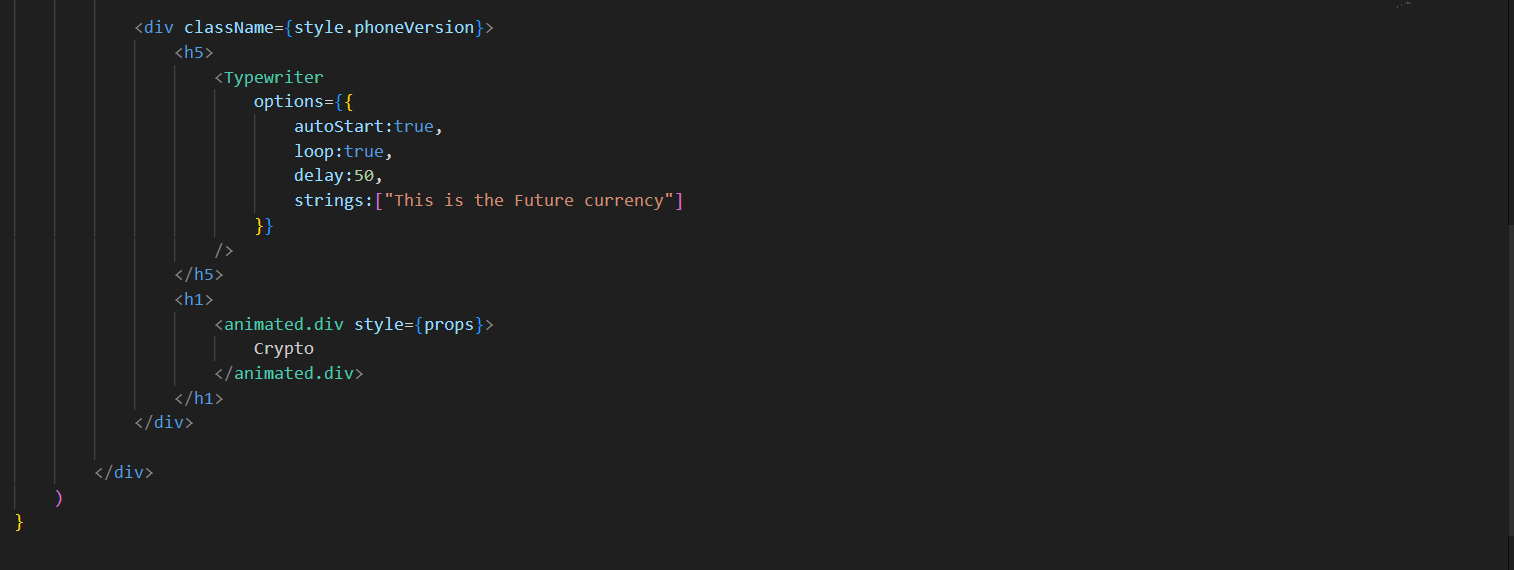 <div className={style.phoneVersion}>
<h5>
<Typewriter
options={{
autoStart:true,
loop:true,
delay:50,
strings:["This is the Future currency"]
}}
/>
</h5>
<h1>
<animated.div style={props}>
Crypto
</animated.div>
</h1>
</div>
</div>
)
}